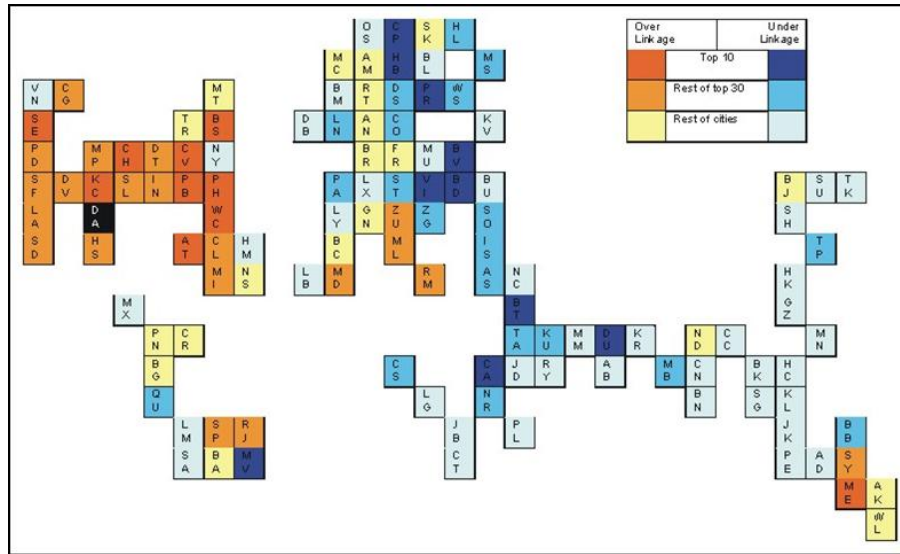 OS CP SK HL
Over Linkage
Under Linkage
MC AM HB BL MS
Top 10
VN CG MT BM RT DS PR WS
Rest of top 30
SE TR BS DB LN AN CO KV
Rest of cities
PD MP CH DT CV NY BR FR MU BV
SF DV KC SL IN PB PH PA LX ST VI BD BU BJ SU TK
LA DA WC LY GN ZU ZG SO SH
SD HS AT CL HM BC ML IS TP
MI NS LB MD RM AS NC HK
MX BT GZ
PN CR TA KU MM DU KR ND CC MN
BG CS CA JD RY AB MB CN BK HC
QU LG NR BN SG KL
LM SP RJ JB PL JK BB
SA BA MV CT PE AD SY
ME AK
WL